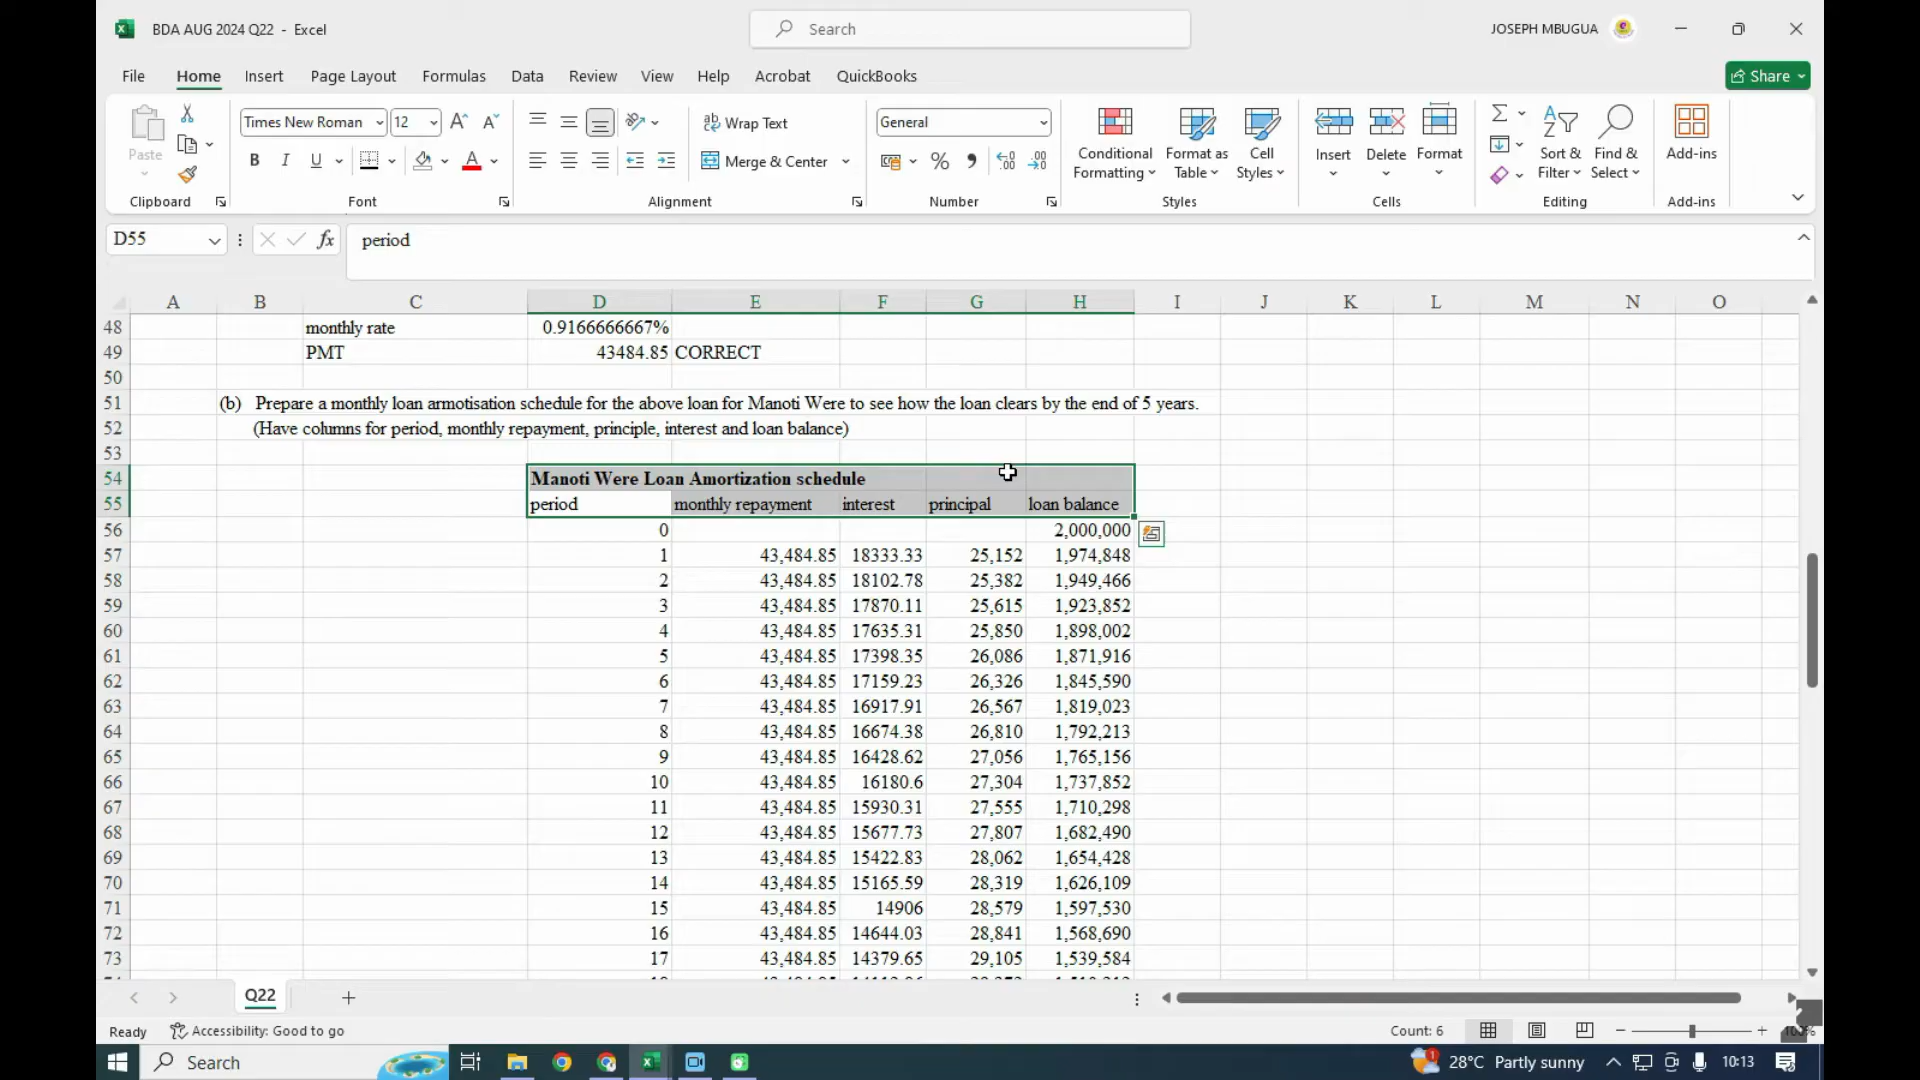 BDA AUG 2024 Q22 - Excel
Search
JOSEPH MBUGUA
File Home Insert Page Layout Formulas Data Review View Help Acrobat QuickBooks
Share
Paste
Times New Roman 12
B I U
Wrap Text
Merge & Center
General
Conditional Formatting
Format as Table
Cell Styles
Insert
Delete
Format
Sort & Filter
Find & Select
Add-ins
Clipboard Font Alignment Number Styles Cells Editing Add-ins
D55 fx period
A B C D E F G H I J K L M N O
48 monthly rate 0.9166666667%
49 PMT 43484.85 CORRECT
50
51 (b) Prepare a monthly loan armotisation schedule for the above loan for Manoti Were to see how the loan clears by the end of 5 years.
52 (Have columns for period, monthly repayment, principle, interest and loan balance)
53
54 Manoti Were Loan Amortization schedule
55 period monthly repayment interest principal loan balance
56 0 2,000,000
57 1 43,484.85 18333.33 25,152 1,974,848
58 2 43,484.85 18102.78 25,382 1,949,466
59 3 43,484.85 17870.11 25,615 1,923,852
60 4 43,484.85 17635.31 25,850 1,898,002
61 5 43,484.85 17398.35 26,086 1,871,916
62 6 43,484.85 17159.23 26,326 1,845,590
63 7 43,484.85 16917.91 26,567 1,819,023
64 8 43,484.85 16674.38 26,810 1,792,213
65 9 43,484.85 16428.62 27,056 1,765,156
66 10 43,484.85 16180.6 27,304 1,737,852
67 11 43,484.85 15930.31 27,555 1,710,298
68 12 43,484.85 15677.73 27,807 1,682,490
69 13 43,484.85 15422.83 28,062 1,654,428
70 14 43,484.85 15165.59 28,319 1,626,109
71 15 43,484.85 14906 28,579 1,597,530
72 16 43,484.85 14644.03 28,841 1,568,690
73 17 43,484.85 14379.65 29,105 1,539,584
Q22
Ready Accessibility: Good to go Count: 6
Search
28°C Partly sunny 10:13